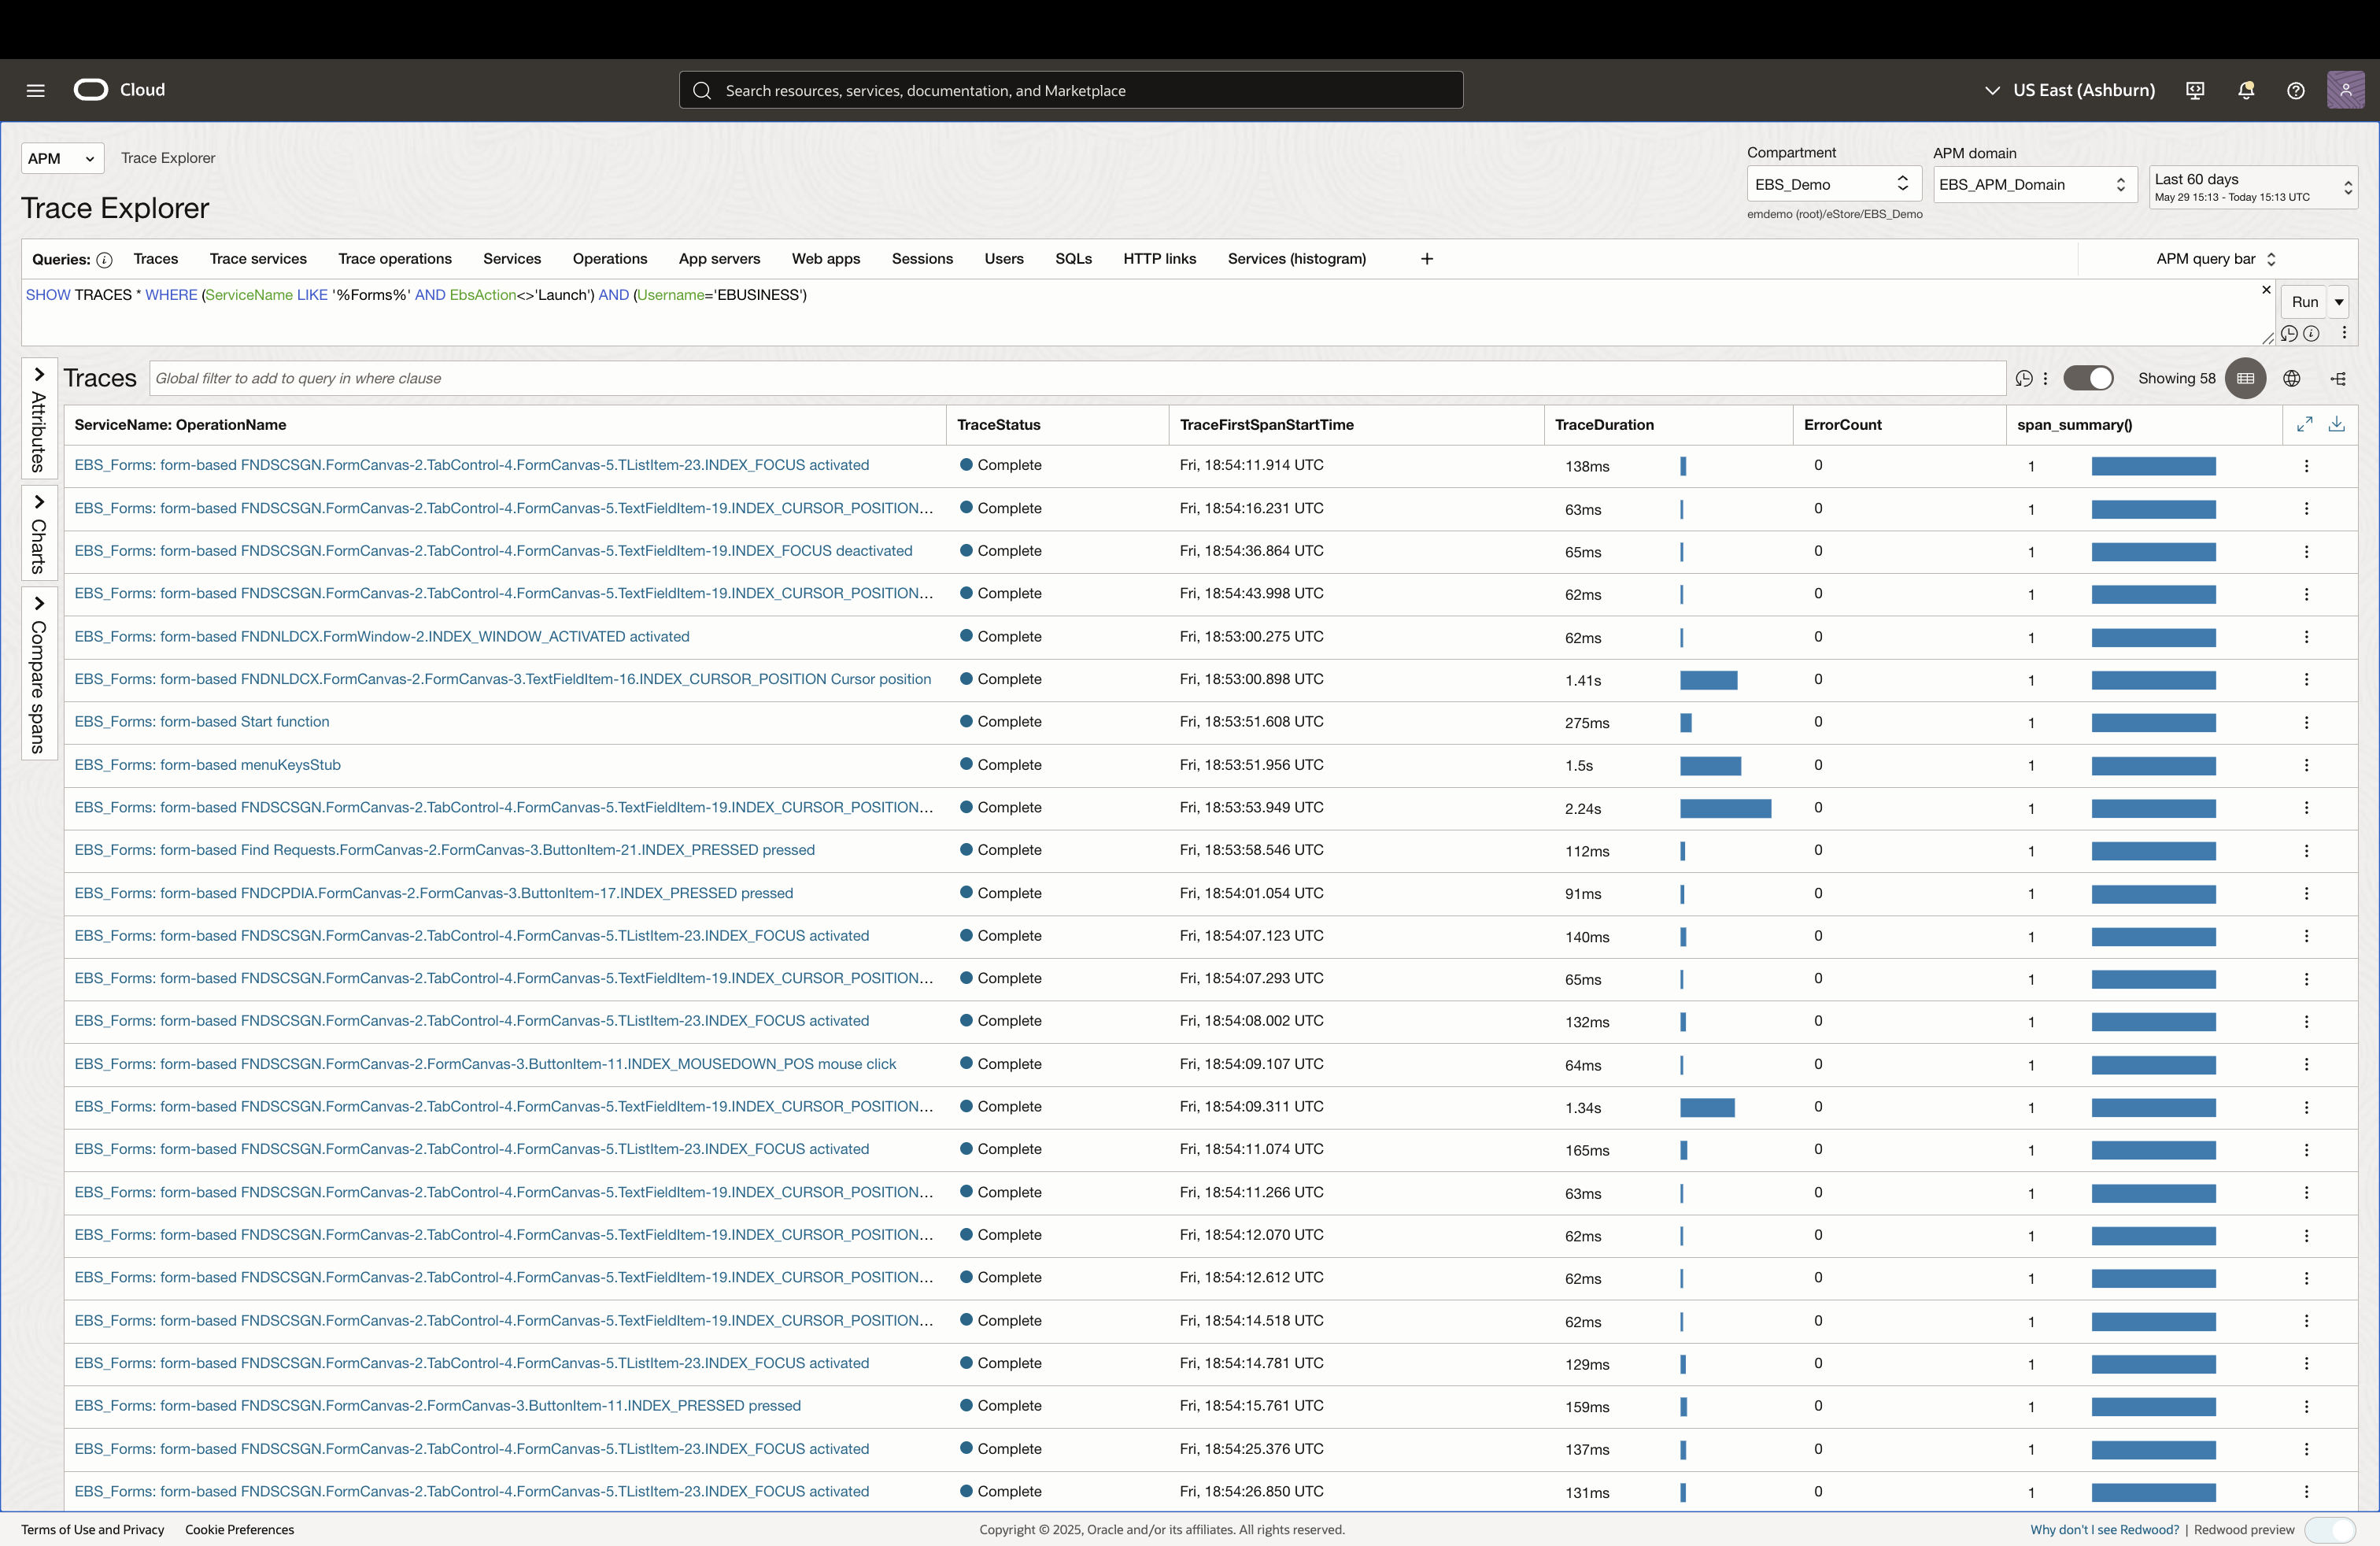 Cloud
Search resources, services, documentation, and Marketplace
US East (Ashburn)
APM
Trace Explorer
Compartment
APM domain
EBS_Demo
EBS_APM_Domain
Last 60 days
May 29 15:13 - Today 15:13 UTC
emdemo (root)/eStore/EBS_Demo
Trace Explorer
Queries: Traces Trace services Trace operations Services Operations App servers Web apps Sessions Users SQLs HTTP links Services (histogram) + APM query bar
SHOW TRACES * WHERE (ServiceName LIKE '%Forms%' AND EbsAction<>'Launch') AND (Username='EBUSINESS')
Run
Attributes
Charts
Compare spans
Traces Global filter to add to query in where clause Showing 58
ServiceName: OperationName TraceStatus TraceFirstSpanStartTime TraceDuration ErrorCount span_summary()
EBS_Forms: form-based FNDSCSGN.FormCanvas-2.TabControl-4.FormCanvas-5.TListItem-23.INDEX_FOCUS activated Complete Fri, 18:54:11.914 UTC 138ms 0 1
EBS_Forms: form-based FNDSCSGN.FormCanvas-2.TabControl-4.FormCanvas-5.TextFieldItem-19.INDEX_CURSOR_POSITION... Complete Fri, 18:54:16.231 UTC 63ms 0 1
EBS_Forms: form-based FNDSCSGN.FormCanvas-2.TabControl-4.FormCanvas-5.TextFieldItem-19.INDEX_FOCUS deactivated Complete Fri, 18:54:36.864 UTC 65ms 0 1
EBS_Forms: form-based FNDSCSGN.FormCanvas-2.TabControl-4.FormCanvas-5.TextFieldItem-19.INDEX_CURSOR_POSITION... Complete Fri, 18:54:43.998 UTC 62ms 0 1
EBS_Forms: form-based FNDNLDCX.FormWindow-2.INDEX_WINDOW_ACTIVATED activated Complete Fri, 18:53:00.275 UTC 62ms 0 1
EBS_Forms: form-based FNDNLDCX.FormCanvas-2.FormCanvas-3.TextFieldItem-16.INDEX_CURSOR_POSITION Cursor position Complete Fri, 18:53:00.898 UTC 1.41s 0 1
EBS_Forms: form-based Start function Complete Fri, 18:53:51.608 UTC 275ms 0 1
EBS_Forms: form-based menuKeysStub Complete Fri, 18:53:51.956 UTC 1.5s 0 1
EBS_Forms: form-based FNDSCSGN.FormCanvas-2.TabControl-4.FormCanvas-5.TextFieldItem-19.INDEX_CURSOR_POSITION... Complete Fri, 18:53:53.949 UTC 2.24s 0 1
EBS_Forms: form-based Find Requests.FormCanvas-2.FormCanvas-3.ButtonItem-21.INDEX_PRESSED pressed Complete Fri, 18:53:58.546 UTC 112ms 0 1
EBS_Forms: form-based FNDCPDIA.FormCanvas-2.FormCanvas-3.ButtonItem-17.INDEX_PRESSED pressed Complete Fri, 18:54:01.054 UTC 91ms 0 1
EBS_Forms: form-based FNDSCSGN.FormCanvas-2.TabControl-4.FormCanvas-5.TListItem-23.INDEX_FOCUS activated Complete Fri, 18:54:07.123 UTC 140ms 0 1
EBS_Forms: form-based FNDSCSGN.FormCanvas-2.TabControl-4.FormCanvas-5.TextFieldItem-19.INDEX_CURSOR_POSITION... Complete Fri, 18:54:07.293 UTC 65ms 0 1
EBS_Forms: form-based FNDSCSGN.FormCanvas-2.TabControl-4.FormCanvas-5.TListItem-23.INDEX_FOCUS activated Complete Fri, 18:54:08.002 UTC 132ms 0 1
EBS_Forms: form-based FNDSCSGN.FormCanvas-2.FormCanvas-3.ButtonItem-11.INDEX_MOUSEDOWN_POS mouse click Complete Fri, 18:54:09.107 UTC 64ms 0 1
EBS_Forms: form-based FNDSCSGN.FormCanvas-2.TabControl-4.FormCanvas-5.TextFieldItem-19.INDEX_CURSOR_POSITION... Complete Fri, 18:54:09.311 UTC 1.34s 0 1
EBS_Forms: form-based FNDSCSGN.FormCanvas-2.TabControl-4.FormCanvas-5.TListItem-23.INDEX_FOCUS activated Complete Fri, 18:54:11.074 UTC 165ms 0 1
EBS_Forms: form-based FNDSCSGN.FormCanvas-2.TabControl-4.FormCanvas-5.TextFieldItem-19.INDEX_CURSOR_POSITION... Complete Fri, 18:54:11.266 UTC 63ms 0 1
EBS_Forms: form-based FNDSCSGN.FormCanvas-2.TabControl-4.FormCanvas-5.TextFieldItem-19.INDEX_CURSOR_POSITION... Complete Fri, 18:54:12.070 UTC 62ms 0 1
EBS_Forms: form-based FNDSCSGN.FormCanvas-2.TabControl-4.FormCanvas-5.TextFieldItem-19.INDEX_CURSOR_POSITION... Complete Fri, 18:54:12.612 UTC 62ms 0 1
EBS_Forms: form-based FNDSCSGN.FormCanvas-2.TabControl-4.FormCanvas-5.TextFieldItem-19.INDEX_CURSOR_POSITION... Complete Fri, 18:54:14.518 UTC 62ms 0 1
EBS_Forms: form-based FNDSCSGN.FormCanvas-2.TabControl-4.FormCanvas-5.TListItem-23.INDEX_FOCUS activated Complete Fri, 18:54:14.781 UTC 129ms 0 1
EBS_Forms: form-based FNDSCSGN.FormCanvas-2.FormCanvas-3.ButtonItem-11.INDEX_PRESSED pressed Complete Fri, 18:54:15.761 UTC 159ms 0 1
EBS_Forms: form-based FNDSCSGN.FormCanvas-2.TabControl-4.FormCanvas-5.TListItem-23.INDEX_FOCUS activated Complete Fri, 18:54:25.376 UTC 137ms 0 1
EBS_Forms: form-based FNDSCSGN.FormCanvas-2.TabControl-4.FormCanvas-5.TListItem-23.INDEX_FOCUS activated Complete Fri, 18:54:26.850 UTC 131ms 0 1
Terms of Use and Privacy Cookie Preferences Copyright © 2025, Oracle and/or its affiliates. All rights reserved. Why don't I see Redwood? | Redwood preview